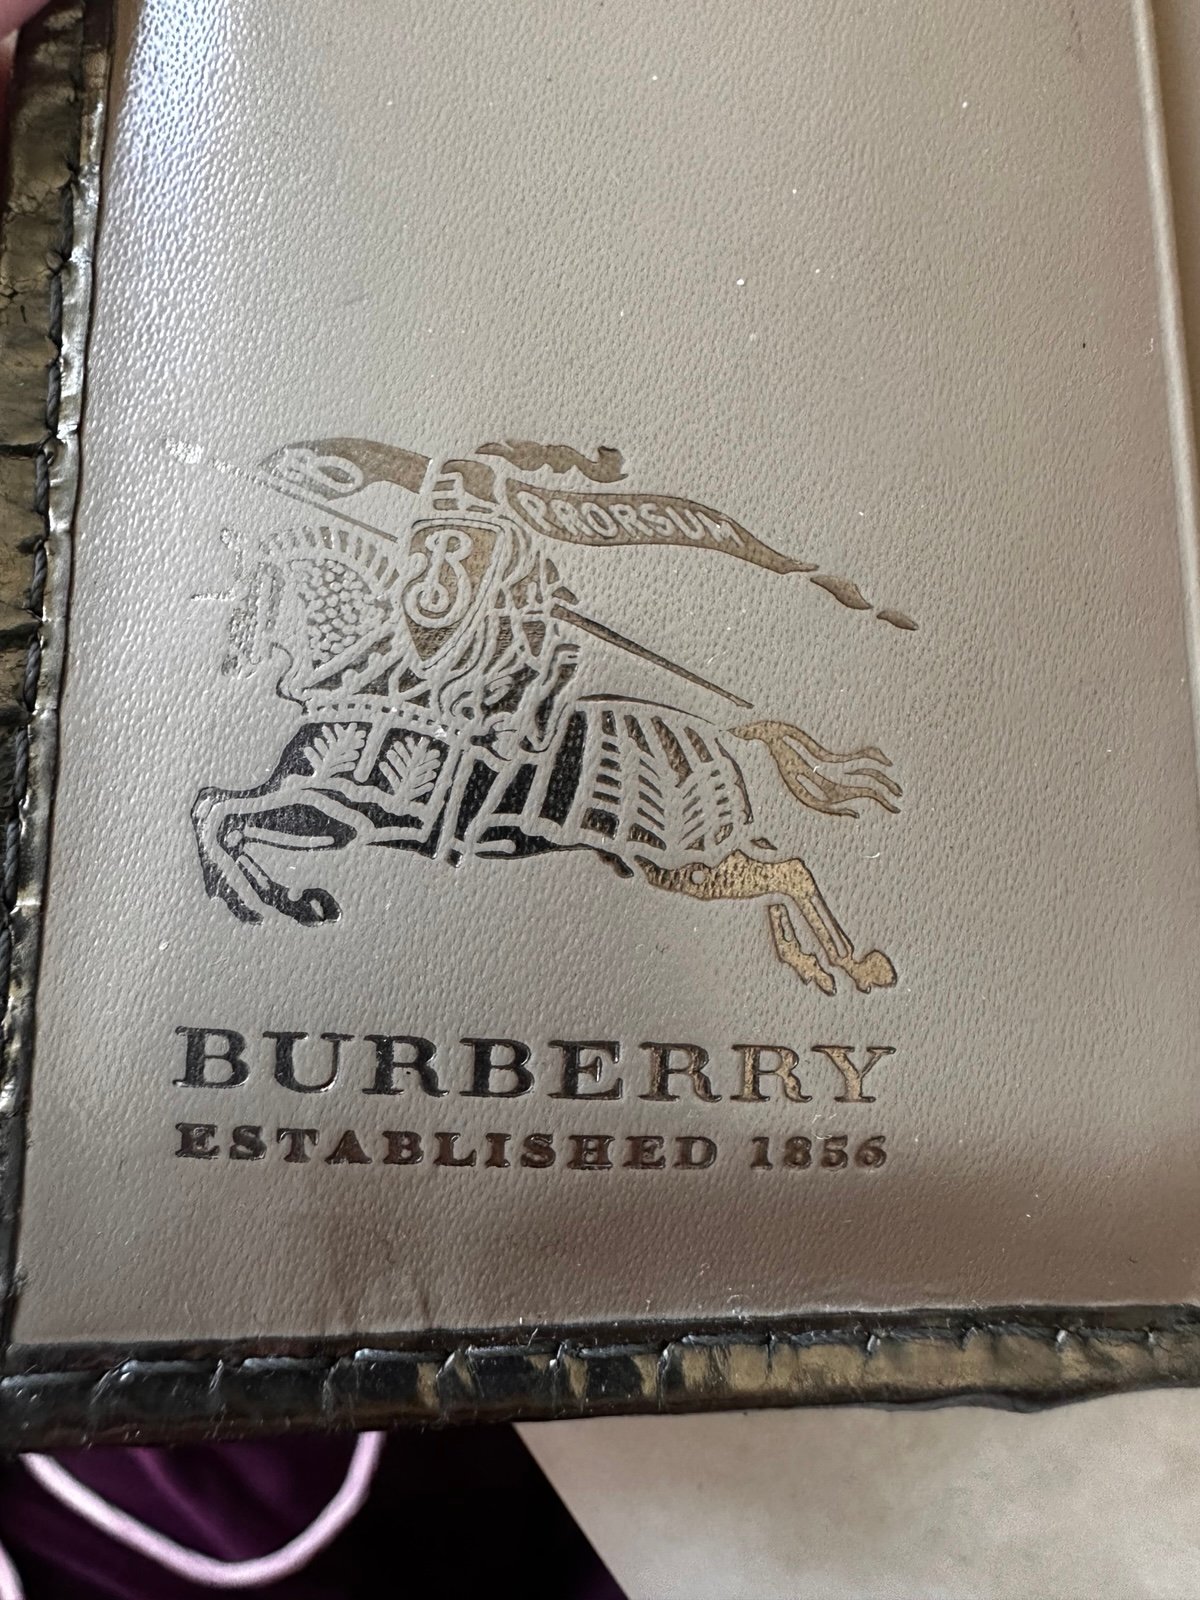 PRORSUM
B
BURBERRY
ESTABLISHED 1856